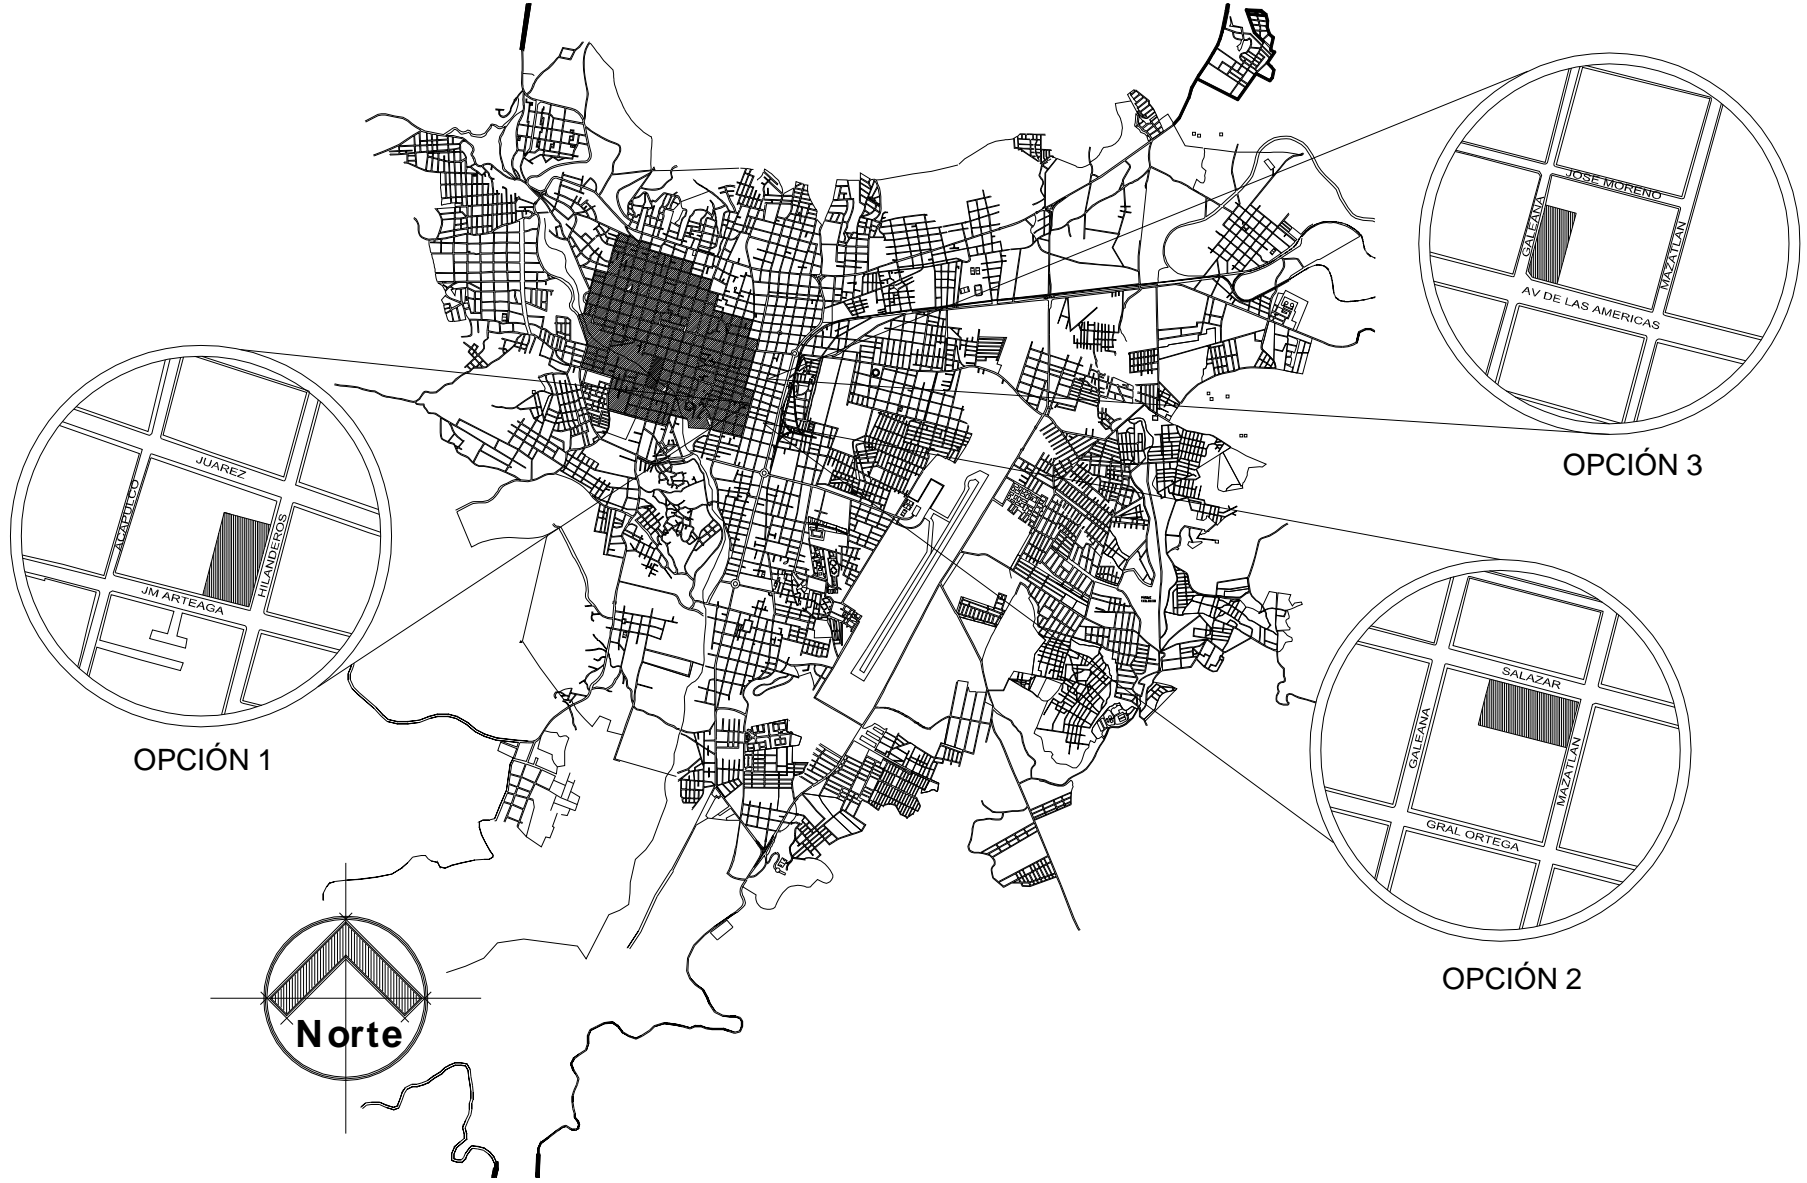 JOSE MORENO
GALEANA
MAZATLAN
AV DE LAS AMERICAS
OPCIÓN 3
JUAREZ
ACAPULCO
HILANDEROS
JM ARTEAGA
OPCIÓN 1
SALAZAR
GALEANA
MAZATLAN
GRAL ORTEGA
OPCIÓN 2
Norte